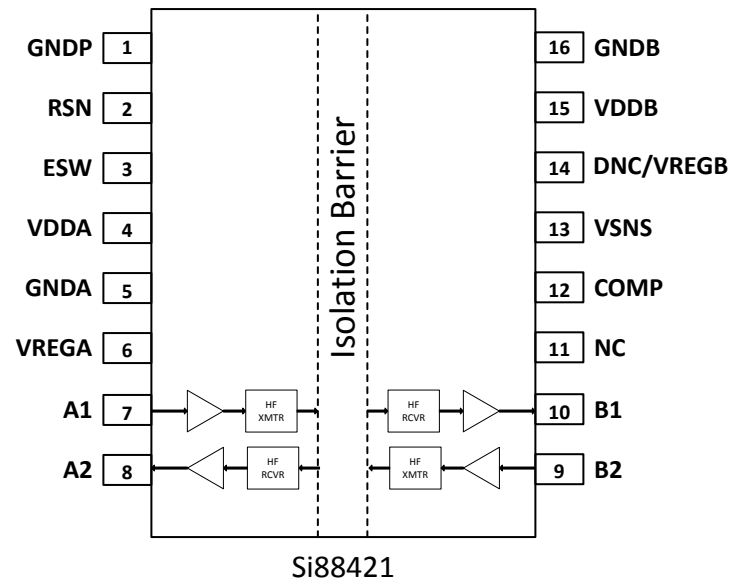 GNDP 1
RSN 2
ESW 3
VDDA 4
GNDA 5
VREGA 6
A1 7
A2 8
HF
XMTR
HF
RCVR
Isolation Barrier
HF
RCVR
HF
XMTR
16 GNDB
15 VDDB
14 DNC/VREGB
13 VSNS
12 COMP
11 NC
10 B1
9 B2
Si88421